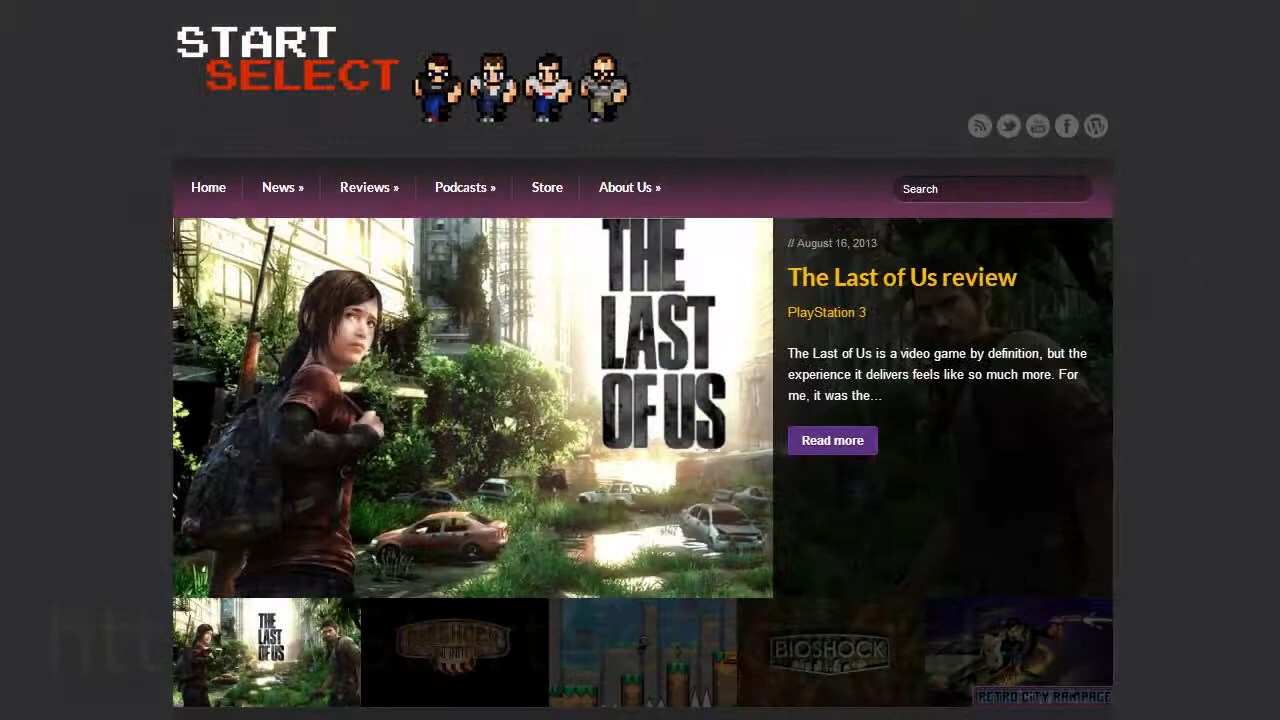 START
SELECT
Home
News »
Reviews »
Podcasts »
Store
About Us »
Search
THE
LAST
OF US
// August 16, 2013
The Last of Us review
PlayStation 3
The Last of Us is a video game by definition, but the
experience it delivers feels like so much more. For
me, it was the...
Read more
THE
LAST
OF US
BIOSHOCK
INFINITE
BIOSHOCK
RETRO CITY RAMPAGE